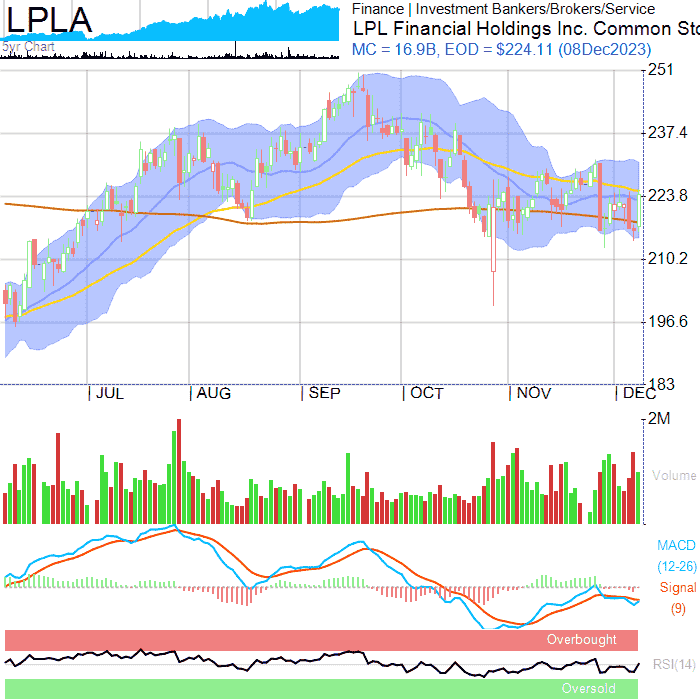 LPLA
5yr Chart
Finance | Investment Bankers/Brokers/Service
LPL Financial Holdings Inc. Common Sto
MC = 16.9B, EOD = $224.11 (08Dec2023)
251
237.4
223.8
210.2
196.6
183
JUL AUG SEP OCT NOV DEC
2M
Volume
MACD
(12-26)
Signal
(9)
Overbought
RSI(14)
Oversold